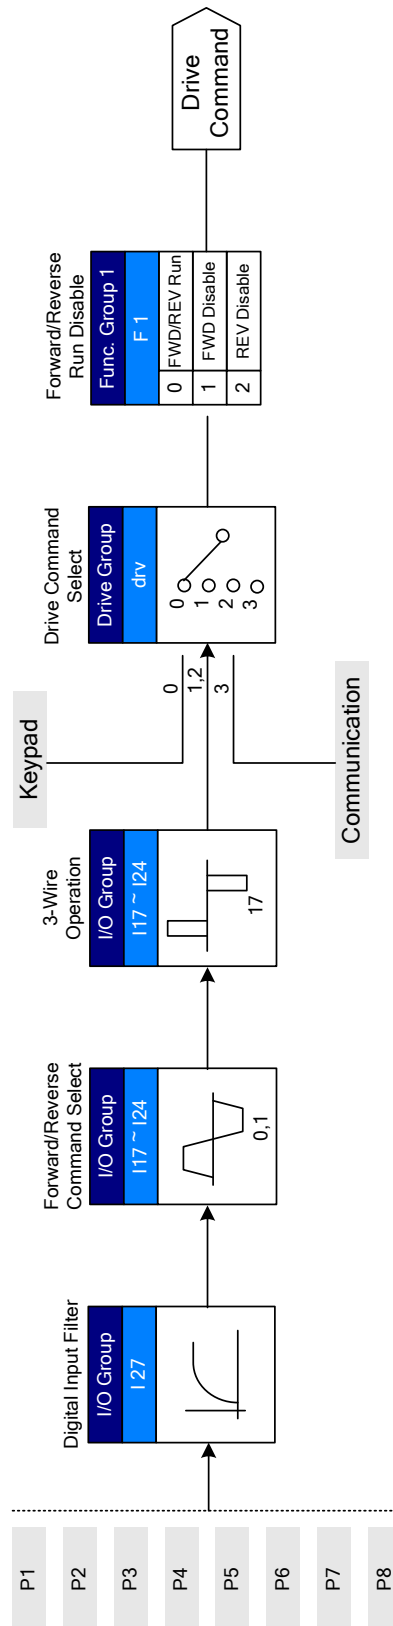 P1
P2
P3
P4
P5
P6
P7
P8
Digital Input Filter
I/O Group
I 27
Forward/Reverse
Command Select
I/O Group
I17 ~ I24
0,1
3-Wire
Operation
I/O Group
I17 ~ I24
17
Keypad
Communication
0
1,2
3
Drive Command
Select
Drive Group
drv
0
1
2
3
Forward/Reverse
Run Disable
Func. Group 1
F 1
0 FWD/REV Run
1 FWD Disable
2 REV Disable
Drive
Command